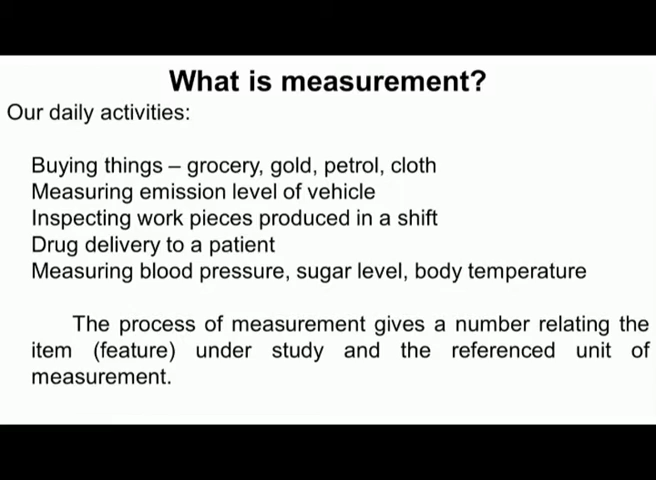 What is measurement?
Our daily activities:
Buying things – grocery, gold, petrol, cloth
Measuring emission level of vehicle
Inspecting work pieces produced in a shift
Drug delivery to a patient
Measuring blood pressure, sugar level, body temperature
The process of measurement gives a number relating the
item (feature) under study and the referenced unit of
measurement.